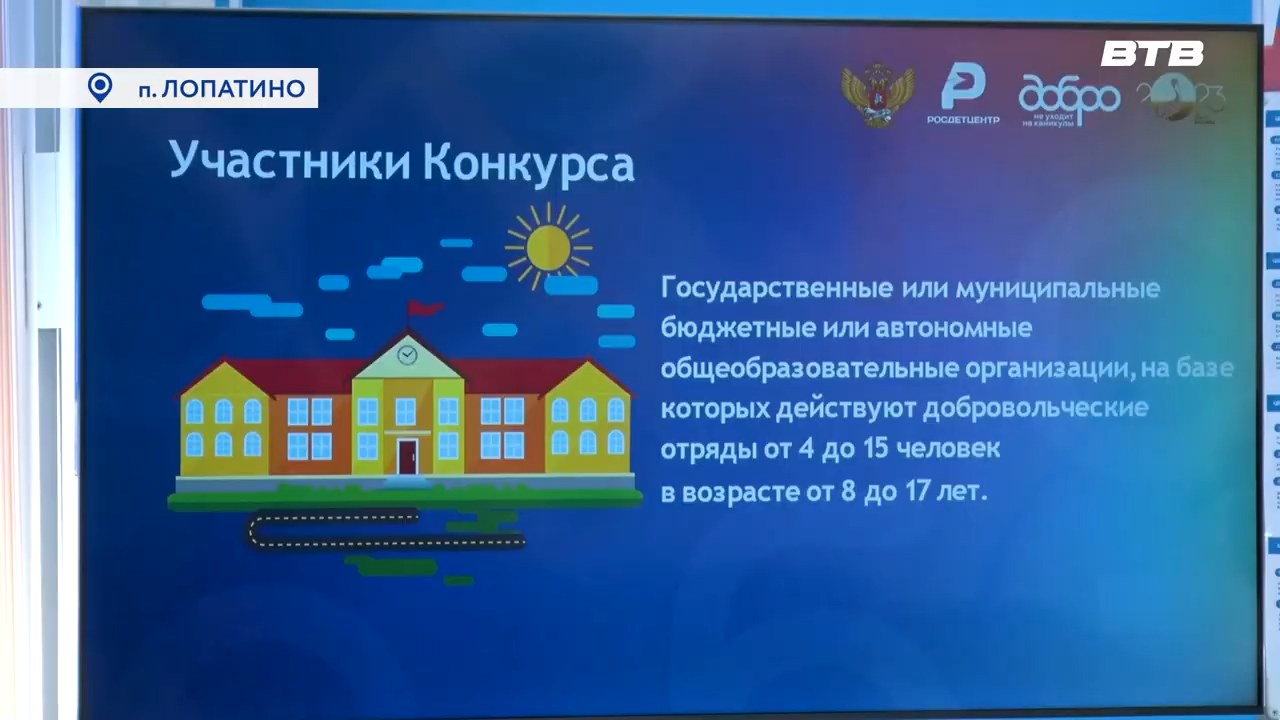 ВТВ
п. ЛОПАТИНО
РОСДЕТЦЕНТР
добро
не уходит
на каникулы
2023
Участники Конкурса
Государственные или муниципальные
бюджетные или автономные
общеобразовательные организации, на базе
которых действуют добровольческие
отряды от 4 до 15 человек
в возрасте от 8 до 17 лет.